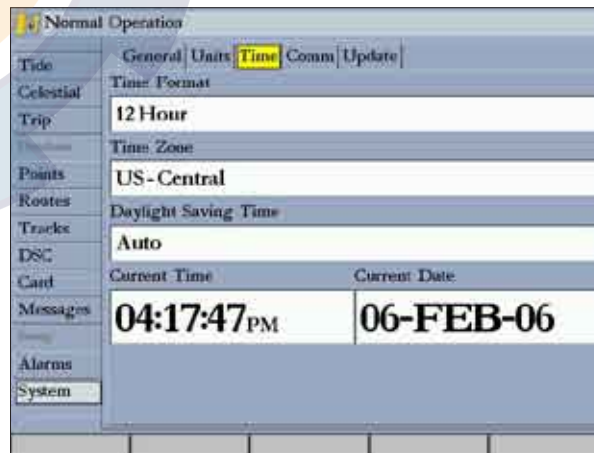 Normal Operation
General Units Time Comm Update
Tide
Celestial
Trip
Points
Routes
Tracks
DSC
Card
Messages
Alarms
System
Time Format
12 Hour
Time Zone
US-Central
Daylight Saving Time
Auto
Current Time Current Date
04:17:47PM 06-FEB-06